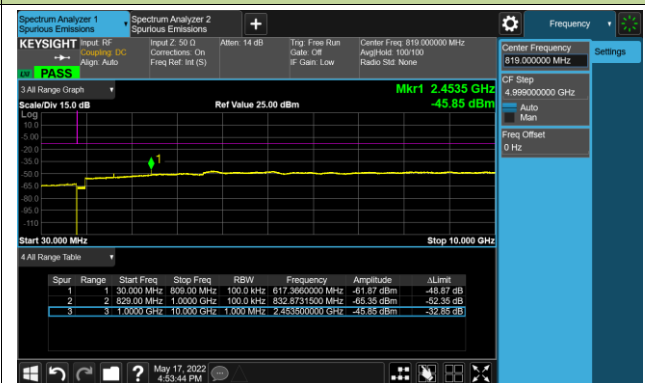 Spectrum Analyzer 1
Spurious Emissions
Spectrum Analyzer 2
Spurious Emissions
+
Frequency
KEYSIGHT
Input: RF
Coupling: DC
Align: Auto
Input Z: 50 Ω
Corrections: On
Freq Ref: Int (S)
Atten: 14 dB
Trig: Free Run
Gate: Off
IF Gain: Low
Center Freq: 819.000000 MHz
Avg|Hold: 100/100
Radio Std: None
PASS
Center Frequency
819.000000 MHz
Settings
CF Step
4.999000000 GHz
Auto
Man
Freq Offset
0 Hz
3 All Range Graph
Mkr1 2.4535 GHz
Scale/Div 15.0 dB
Ref Value 25.00 dBm
-45.85 dBm
Log
10.0
-5.00
-20.0
-35.0
-50.0
-65.0
-80.0
-95.0
-110
1
Start 30.000 MHz
Stop 10.000 GHz
4 All Range Table
Spur Range Start Freq Stop Freq RBW Frequency Amplitude ΔLimit
1 1 30.000 MHz 809.00 MHz 100.0 kHz 617.3660000 MHz -61.87 dBm -48.87 dB
2 2 829.00 MHz 1.0000 GHz 100.0 kHz 832.8731500 MHz -65.35 dBm -52.35 dB
3 3 1.0000 GHz 10.000 GHz 1.000 MHz 2.453500000 GHz -45.85 dBm -32.85 dB
?
May 17, 2022
4:53:44 PM